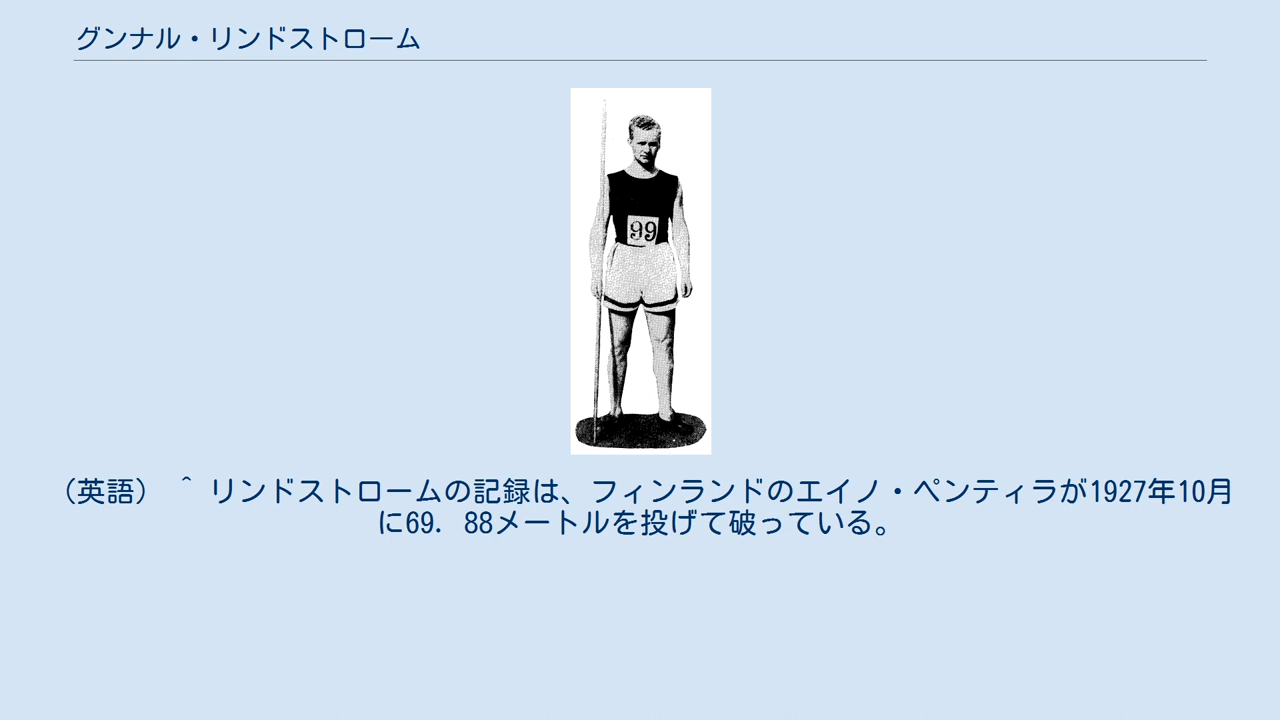 グンナル・リンドストローム
99
（英語） ^ リンドストロームの記録は、フィンランドのエイノ・ペンティラが1927年10月
に69. 88メートルを投げて破っている。